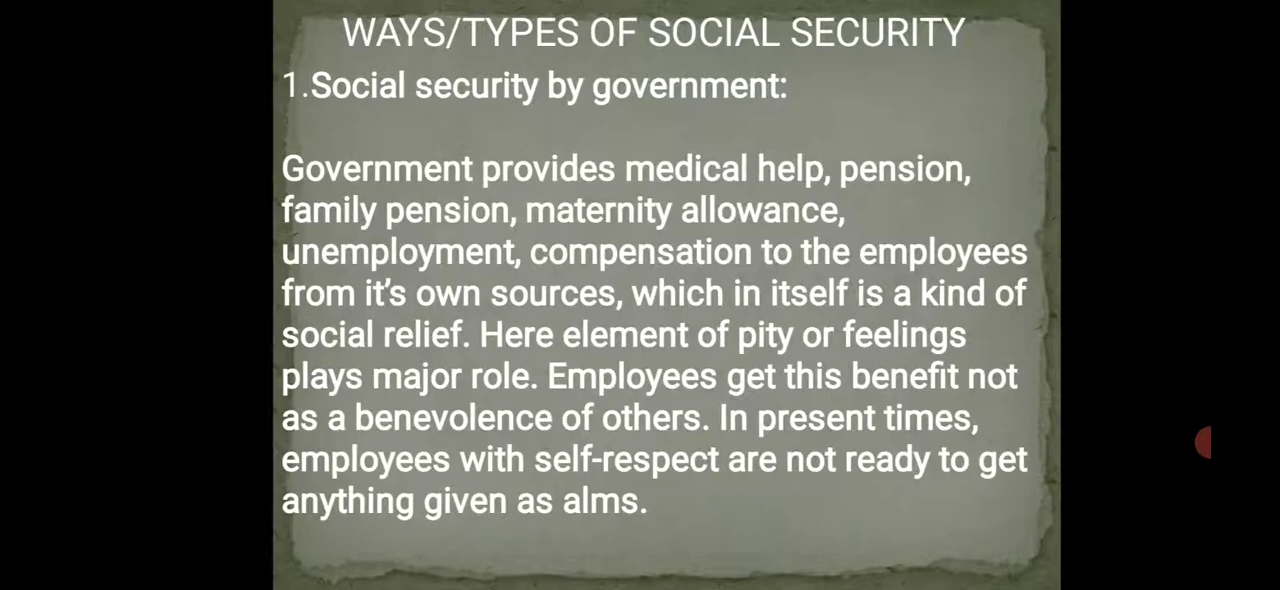 WAYS/TYPES OF SOCIAL SECURITY
1.Social security by government:
Government provides medical help, pension,
family pension, maternity allowance,
unemployment, compensation to the employees
from it’s own sources, which in itself is a kind of
social relief. Here element of pity or feelings
plays major role. Employees get this benefit not
as a benevolence of others. In present times,
employees with self-respect are not ready to get
anything given as alms.